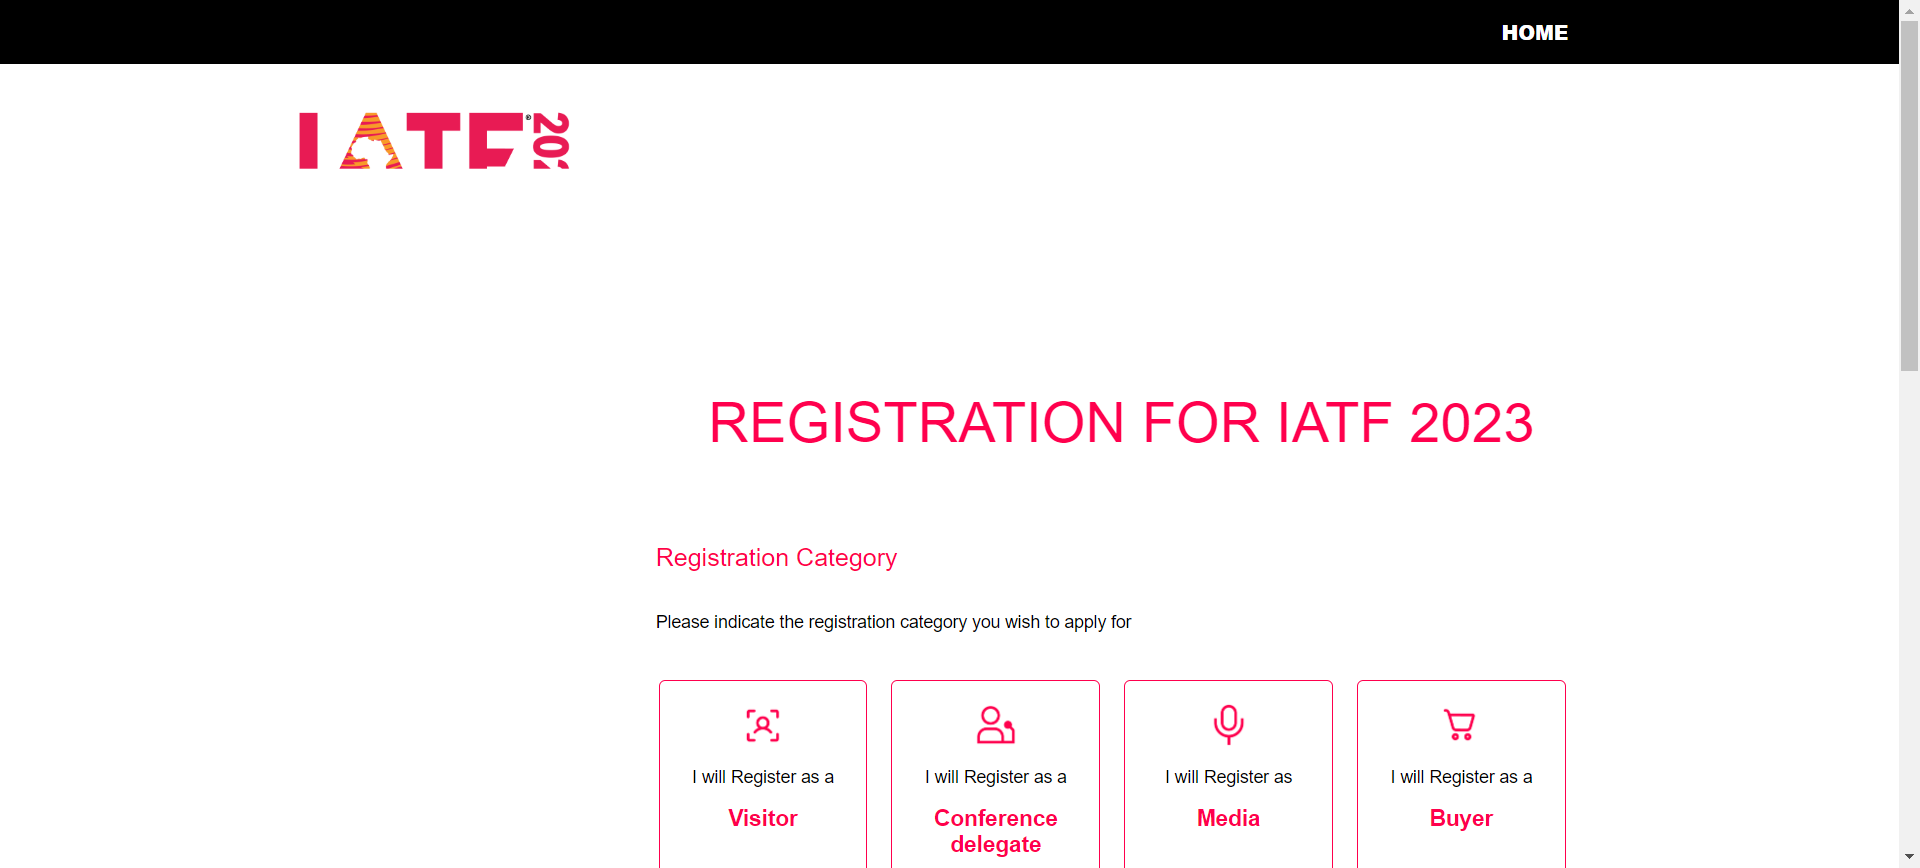 HOME
IATF®
REGISTRATION FOR IATF 2023
Registration Category
Please indicate the registration category you wish to apply for
I will Register as a
Visitor
I will Register as a
Conference
delegate
I will Register as
Media
I will Register as a
Buyer